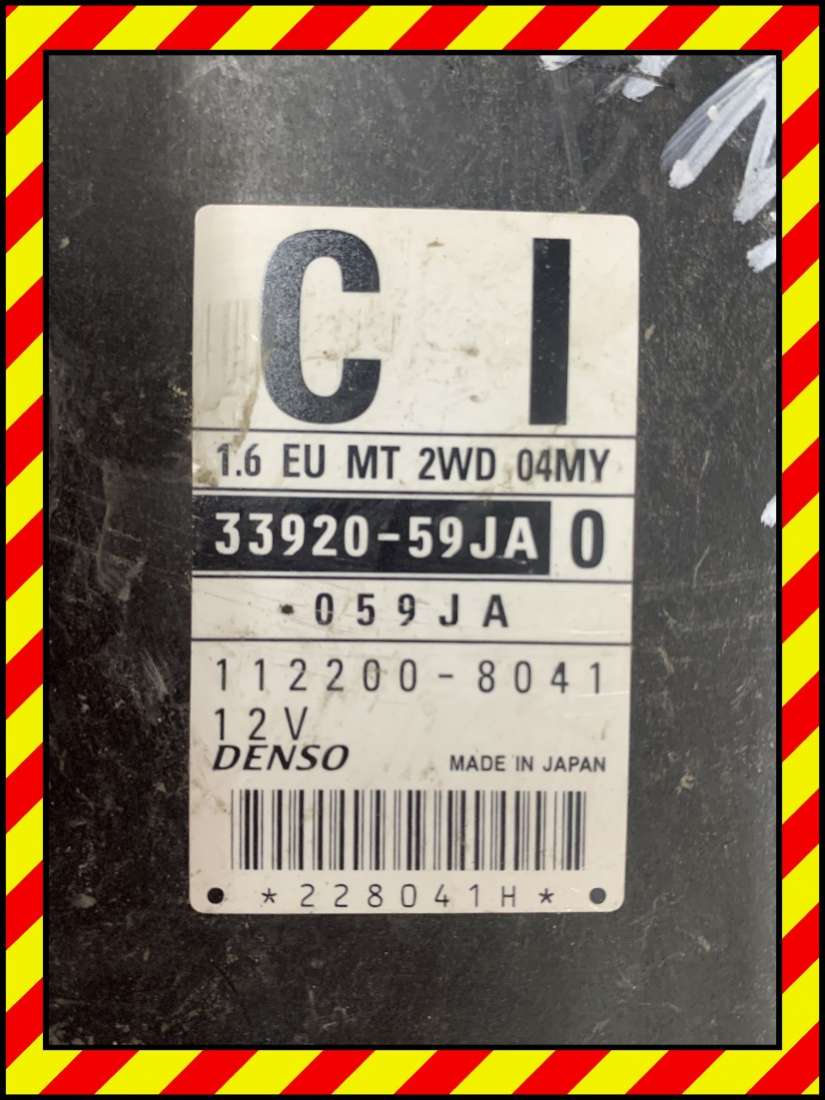 C I
1.6 EU MT 2WD 04MY
33920-59JA 0
059JA
112200-8041
12V
DENSO MADE IN JAPAN
*228041H*